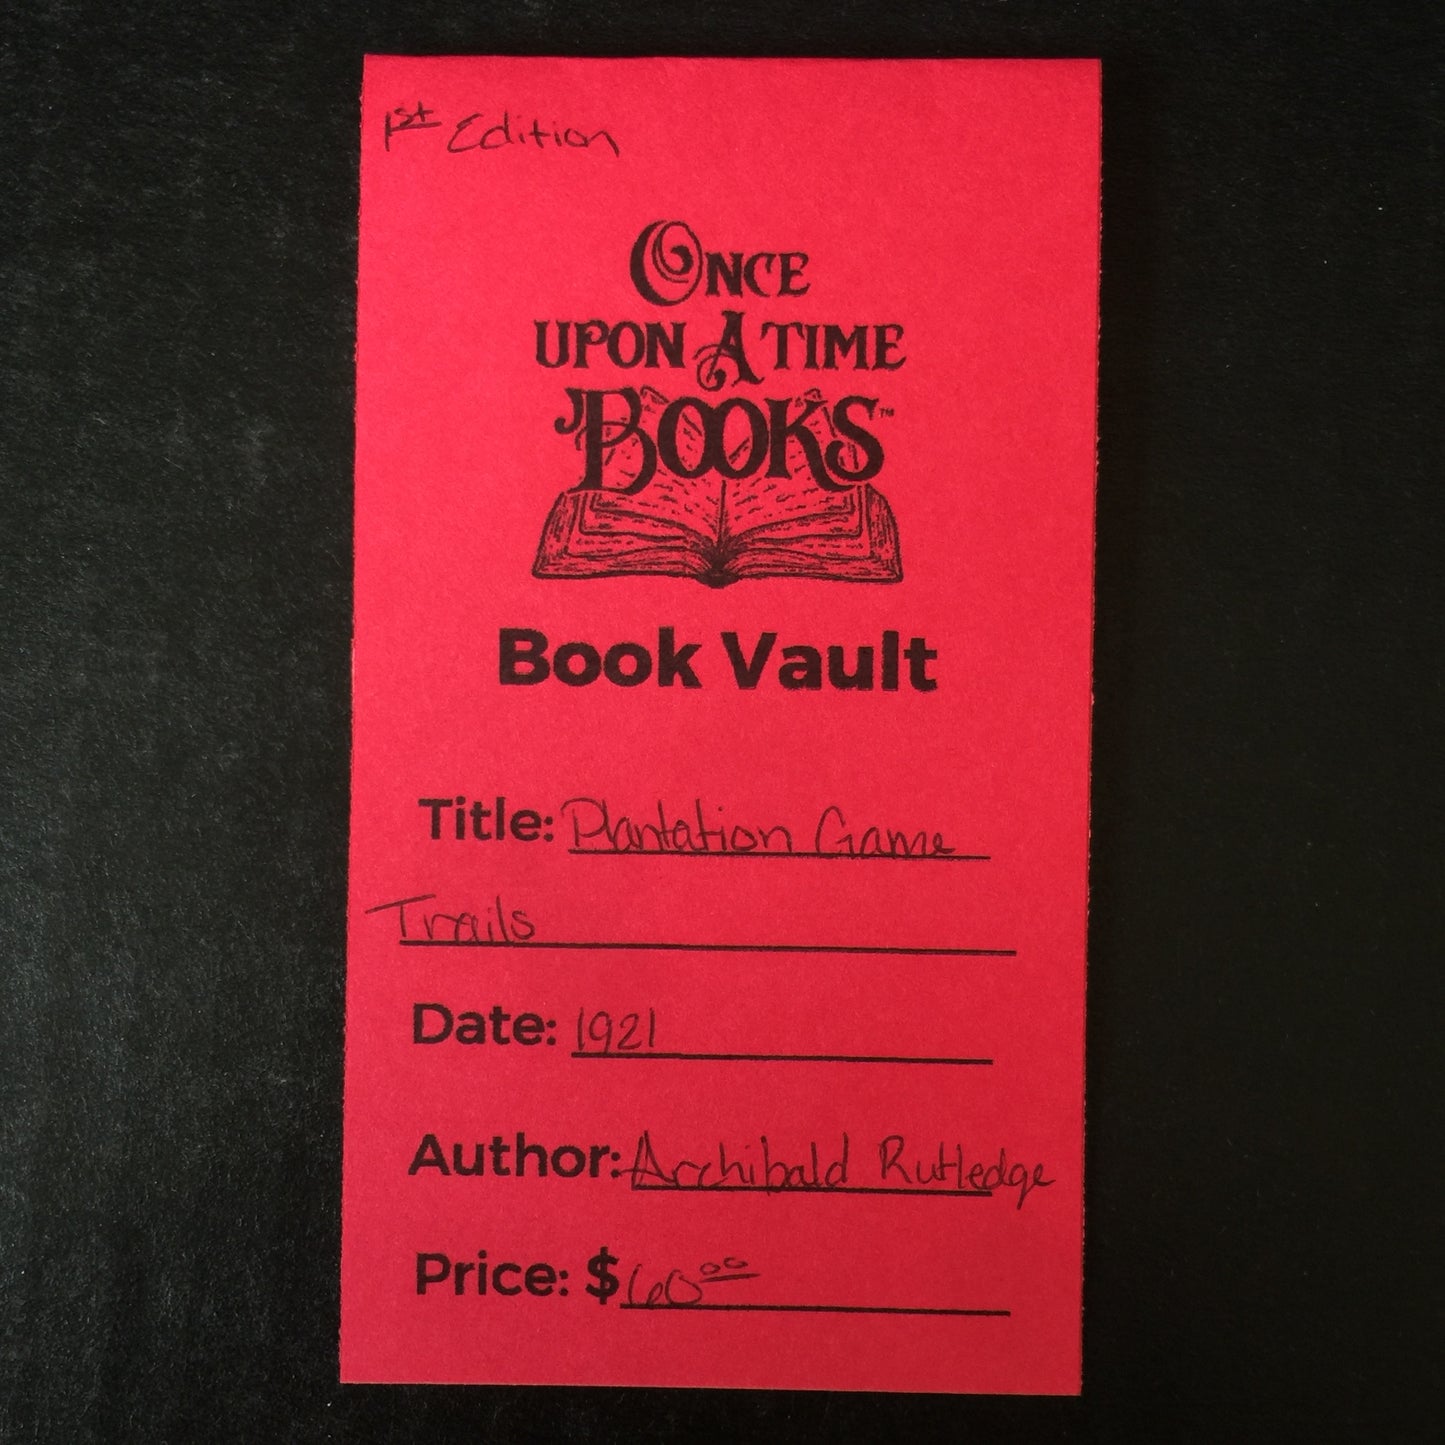 1st Edition
ONCE
UPON A TIME
BOOKS™
Book Vault
Title: Plantation Game
Trails
Date: 1921
Author: Archibald Rutledge
Price: $60.00